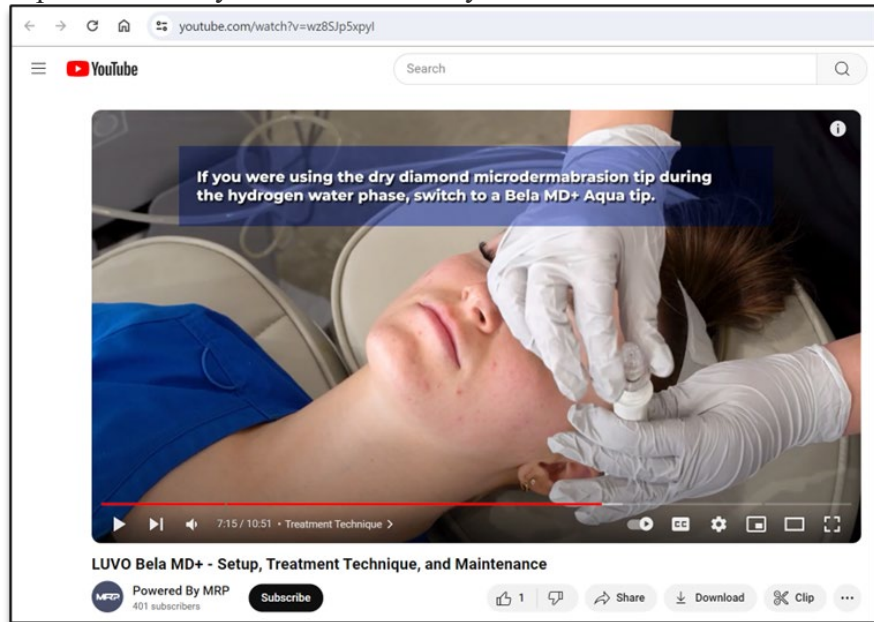 youtube.com/watch?v=wz8SJp5xpyI
YouTube
Search
If you were using the dry diamond microdermabrasion tip during
the hydrogen water phase, switch to a Bela MD+ Aqua tip.
7:15 / 10:51 • Treatment Technique >
CC
LUVO Bela MD+ - Setup, Treatment Technique, and Maintenance
MRP
Powered By MRP
401 subscribers
Subscribe
1
Share
Download
Clip